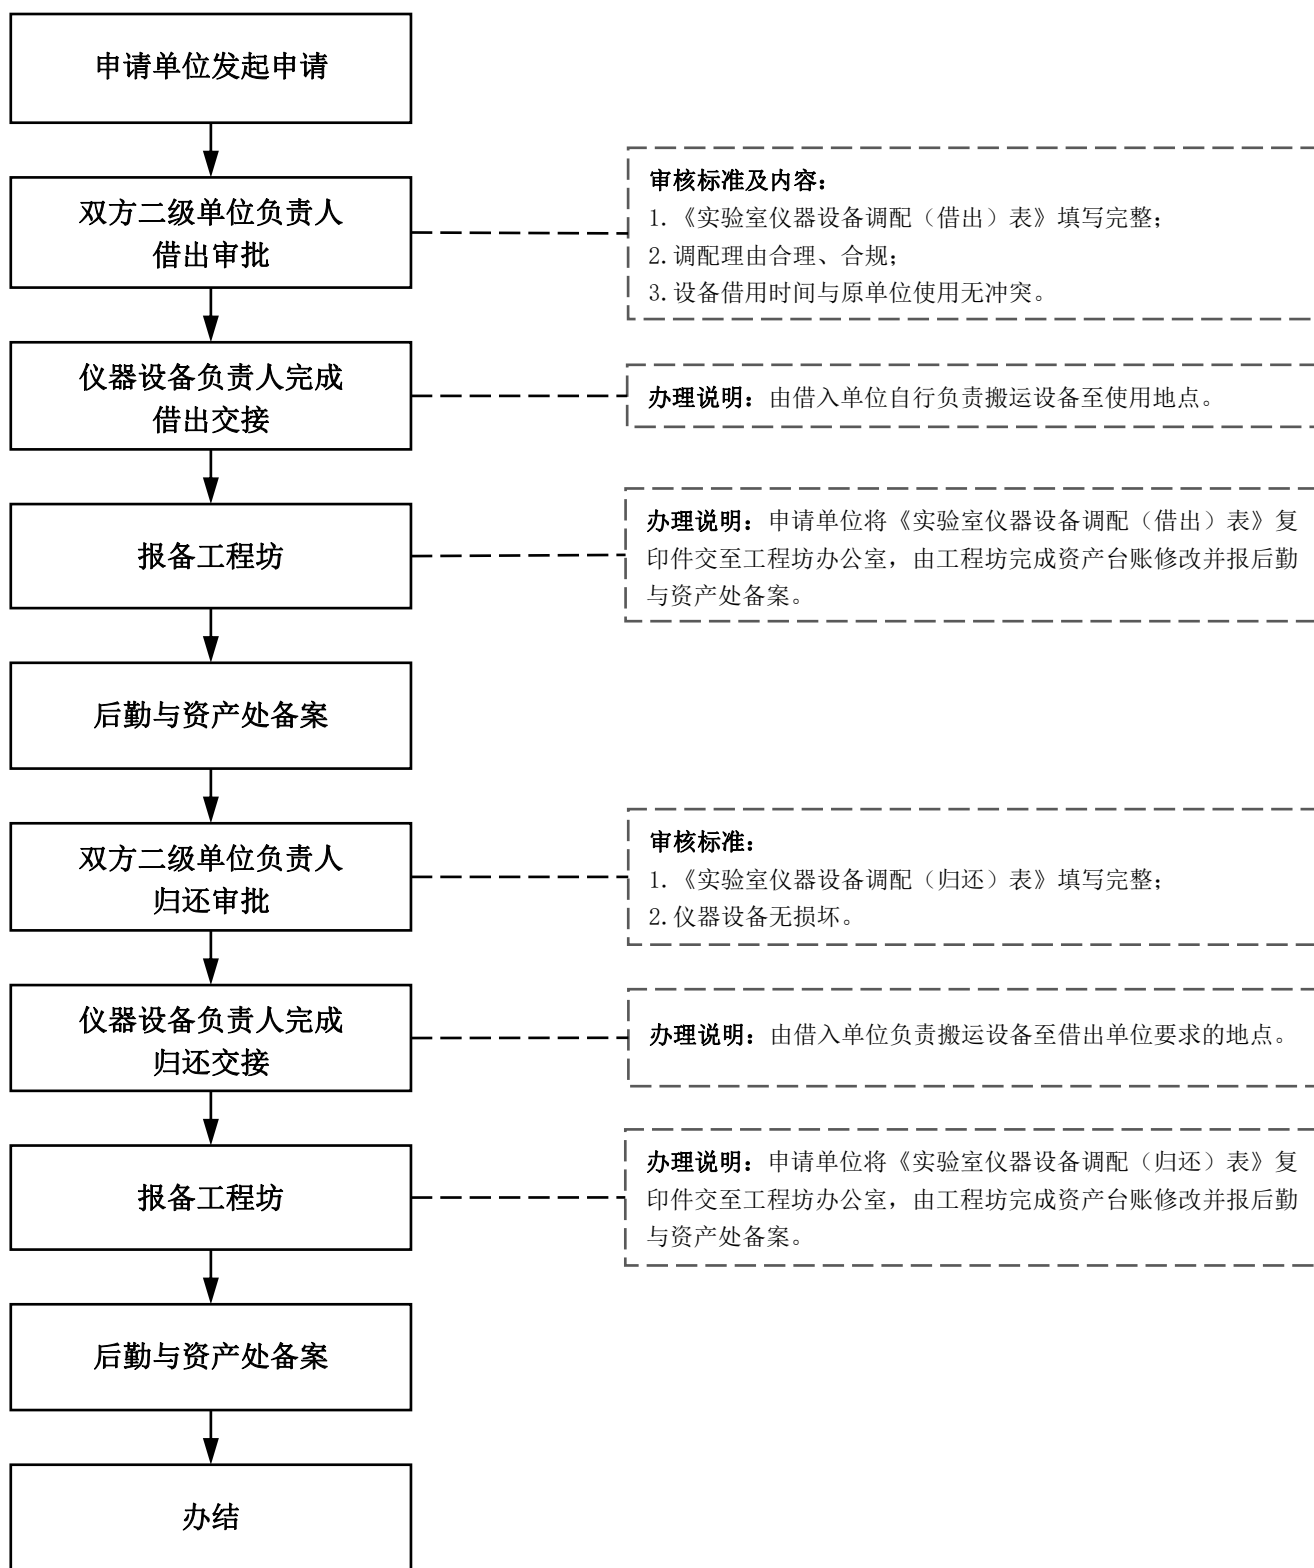 申请单位发起申请
双方二级单位负责人
借出审批
审核标准及内容：
1.《实验室仪器设备调配（借出）表》填写完整；
2.调配理由合理、合规；
3.设备借用时间与原单位使用无冲突。
仪器设备负责人完成
借出交接
办理说明：由借入单位自行负责搬运设备至使用地点。
报备工程坊
办理说明：申请单位将《实验室仪器设备调配（借出）表》复
印件交至工程坊办公室，由工程坊完成资产台账修改并报后勤
与资产处备案。
后勤与资产处备案
双方二级单位负责人
归还审批
审核标准：
1.《实验室仪器设备调配（归还）表》填写完整；
2.仪器设备无损坏。
仪器设备负责人完成
归还交接
办理说明：由借入单位负责搬运设备至借出单位要求的地点。
报备工程坊
办理说明：申请单位将《实验室仪器设备调配（归还）表》复
印件交至工程坊办公室，由工程坊完成资产台账修改并报后勤
与资产处备案。
后勤与资产处备案
办结